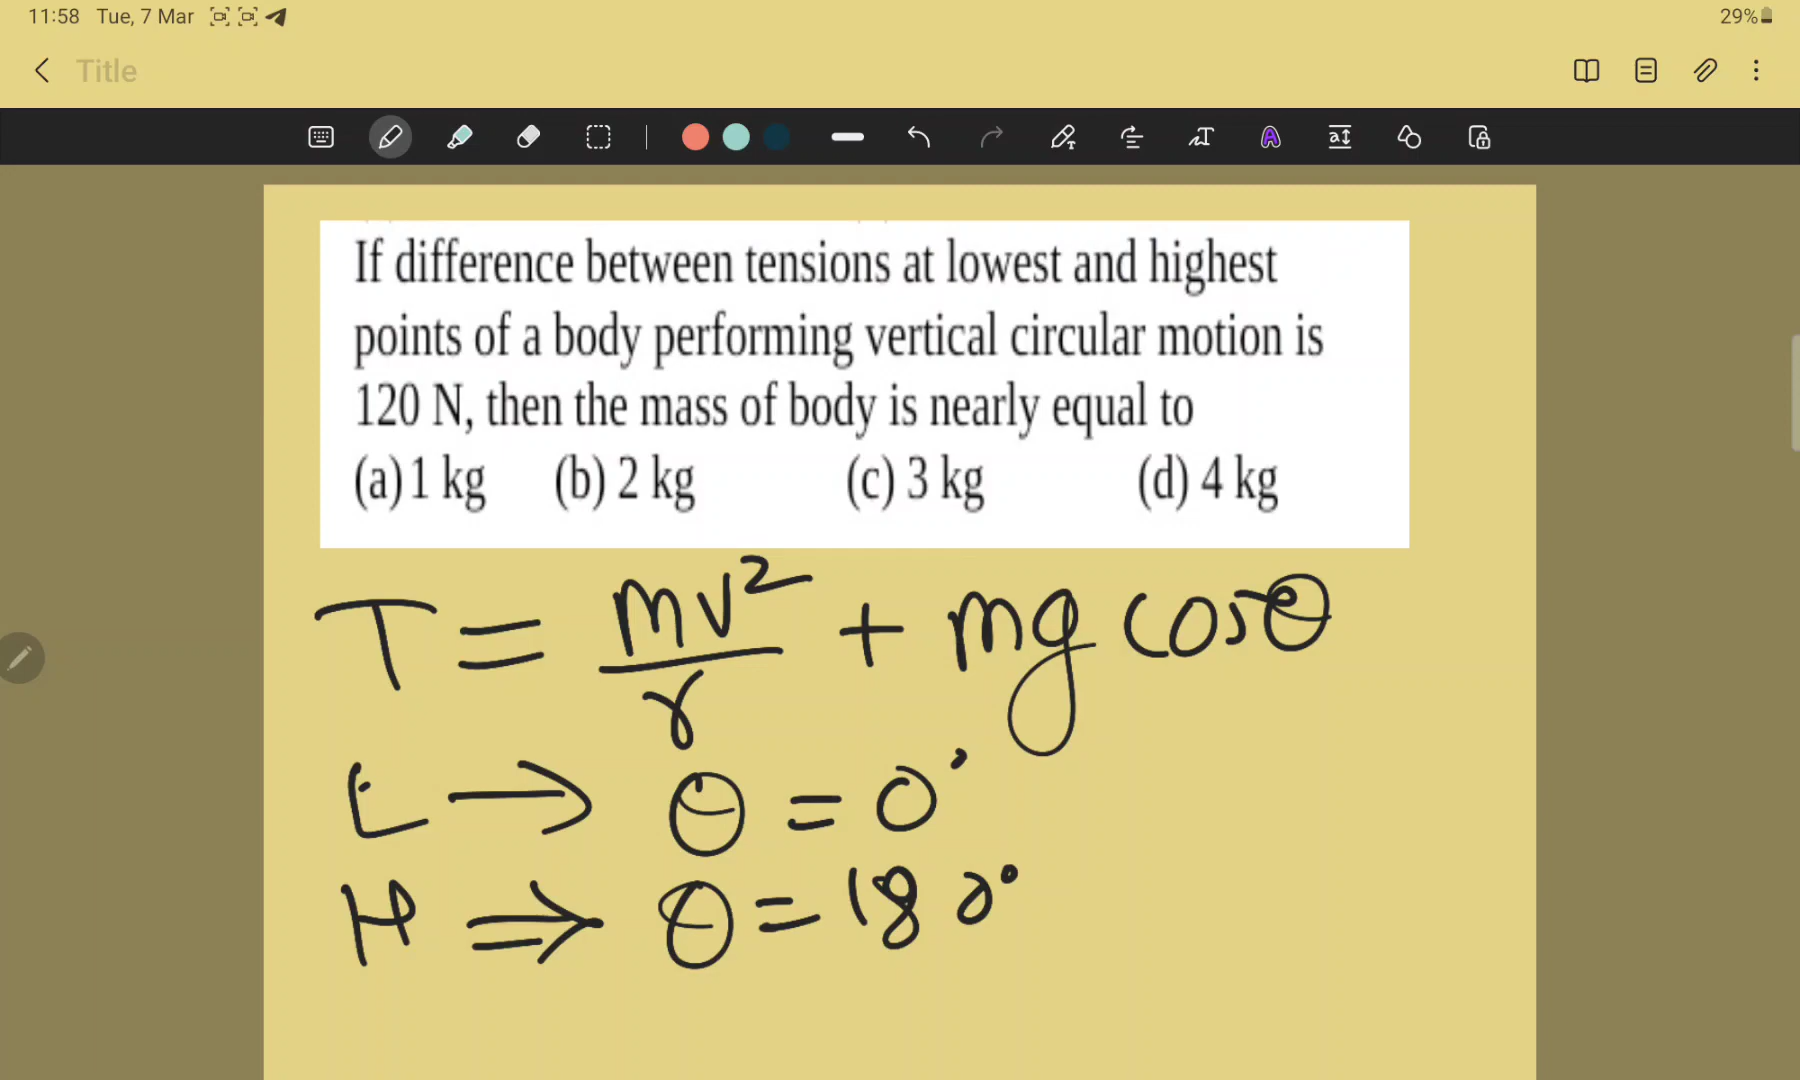 11:58 Tue, 7 Mar 29%
Title
If difference between tensions at lowest and highest
points of a body performing vertical circular motion is
120 N, then the mass of body is nearly equal to
(a) 1 kg (b) 2 kg (c) 3 kg (d) 4 kg
T = mv²/r + mg cosθ
L → θ = 0°
H ⇒ θ = 180°